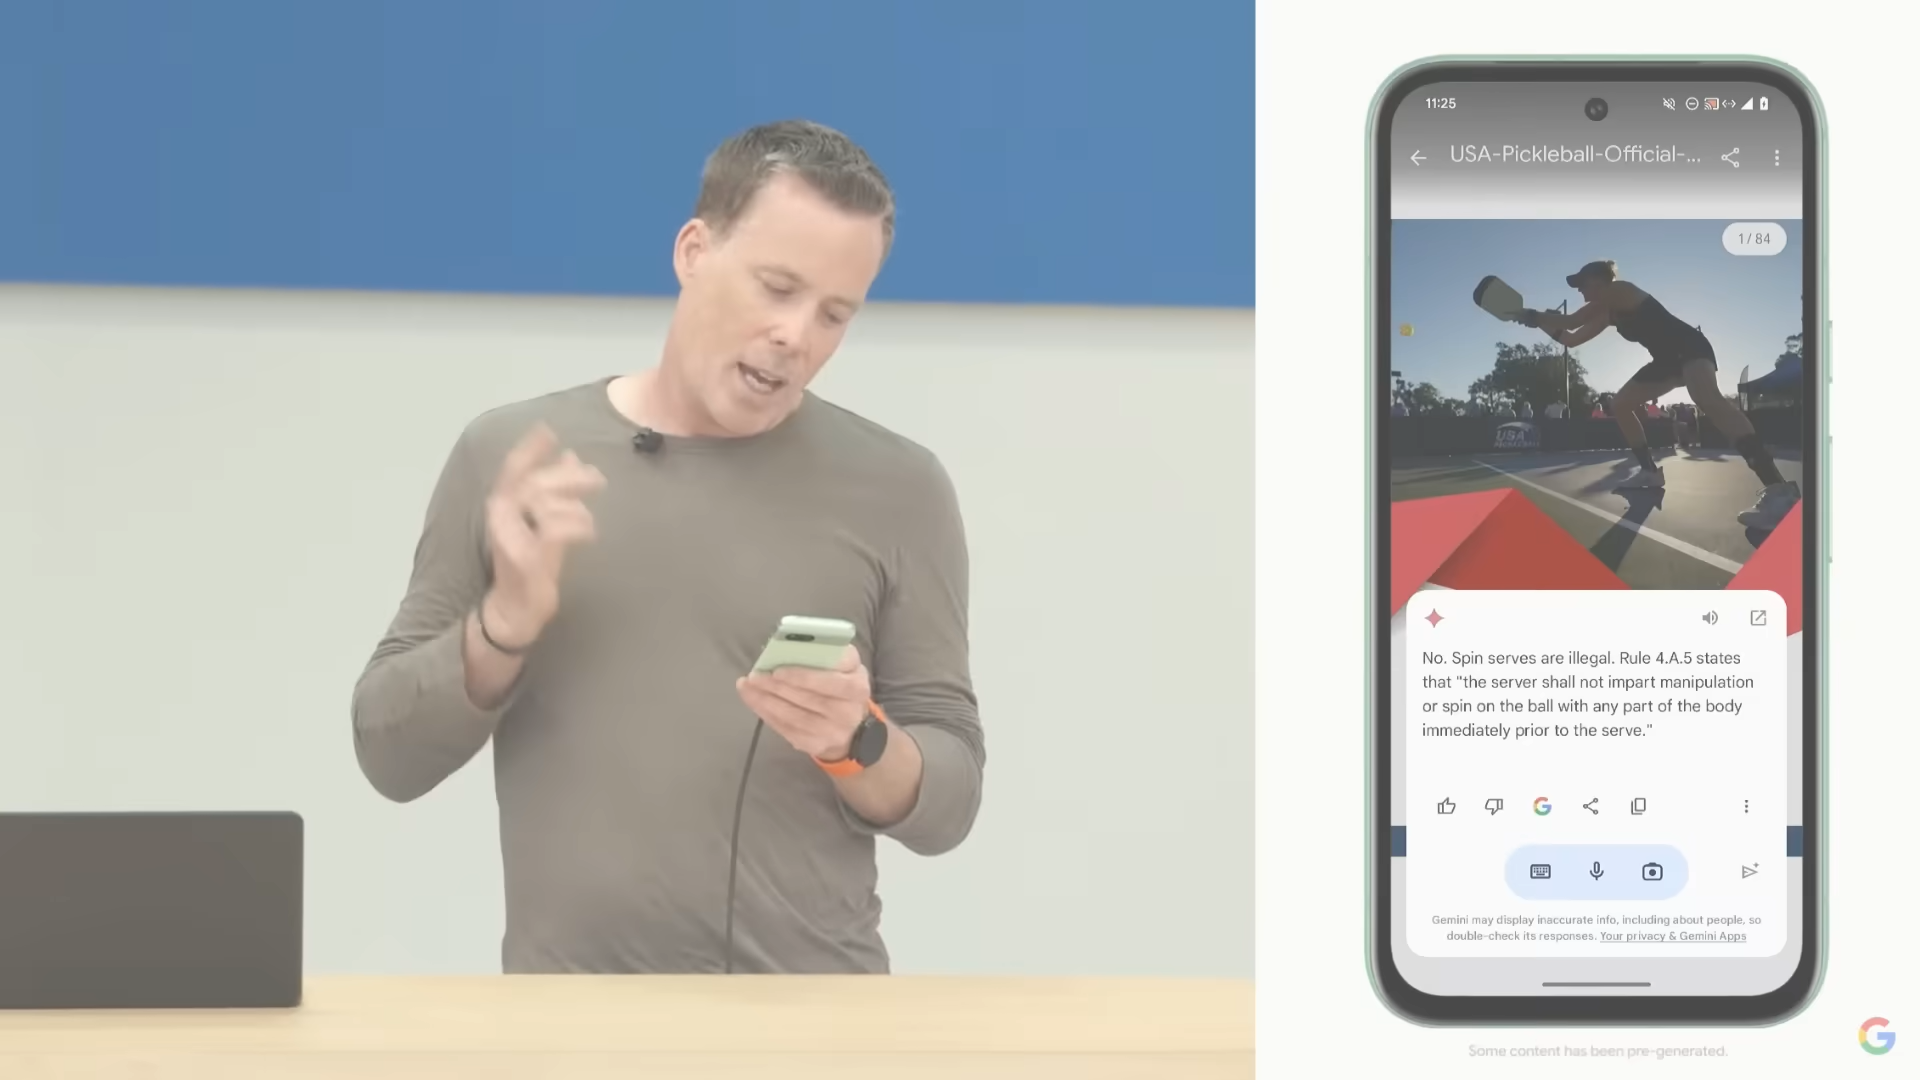 11:25
USA-Pickleball-Official-...
1 / 84
USA
No. Spin serves are illegal. Rule 4.A.5 states
that "the server shall not impart manipulation
or spin on the ball with any part of the body
immediately prior to the serve."
Gemini may display inaccurate info, including about people, so
double-check its responses. Your privacy & Gemini Apps
Some content has been pre-generated.
G